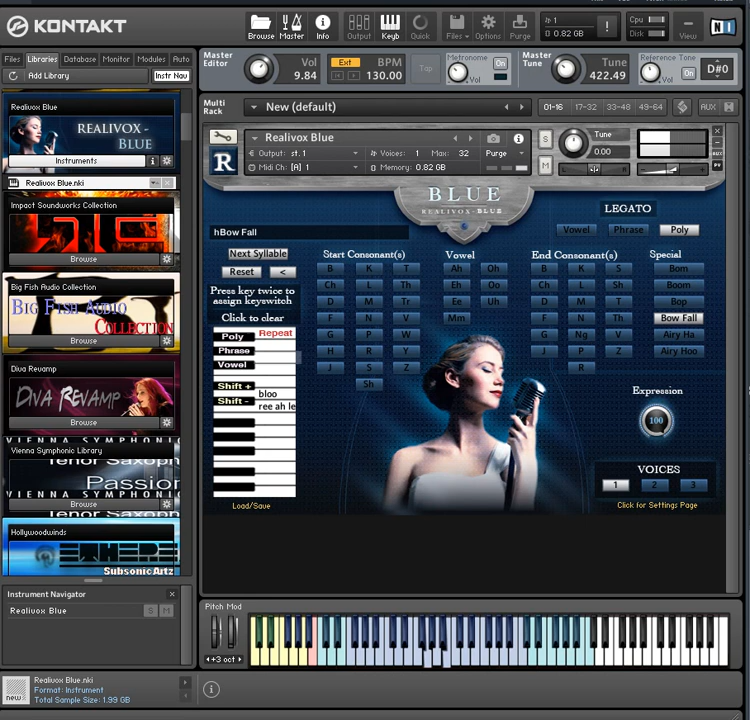 KONTAKT
Browse Master Info Output Keyb Quick Files Options Purge
1
0.82 GB
!
Cpu
Disk
View
NI
Files Libraries Database Monitor Modules Auto
Add Library
Instr Nav
Master Editor
Vol
9.84
Ext
BPM
130.00
Tap
Metronome
On
Vol
Master Tune
Tune
422.49
Reference Tone
Vol
On
D#0
Multi Rack
New (default)
01-16 17-32 33-48 49-64
AUX
Realivox Blue
REALIVOX - BLUE
Instruments
Realivox Blue.nki
Impact Soundworks Collection
Browse
Big Fish Audio Collection
BIG FISH AUDIO COLLECTION
Browse
Diva Revamp
DIVA REVAMP
Browse
VIENNA SYMPHONIC
Vienna Symphonic Library
Tenor Saxoph
Passion
VIENNA SYMPHONIC
Browse
Tenor Saxoph
Hollywoodwinds
SubsonicArtz
Realivox Blue
Output: st. 1
Voices: 1
Max: 32
Purge
Midi Ch: [A] 1
Memory: 0.82 GB
S
M
Tune
0.00
L
R
AUX
PV
BLUE
REALIVOX-BLUE
LEGATO
Vowel Phrase Poly
hBow Fall
Next Syllable
Reset <
Press key twice to
assign keyswitch
Click to clear
Poly
Repeat
Phrase
Vowel
Shift +
bloo
Shift -
ree ah le
Load/Save
Start Consonant(s)
B K T
Ch L Th
D M Tr
F N V
G P W
H R Y
J S Z
Sh
Vowel
Ah Oh
Eh Oo
Ee Uh
Mm
End Consonant(s)
B K S
Ch L Sh
D M T
F N Th
G Ng V
J P Z
R
Special
Bom
Boom
Bop
Bow Fall
Airy Ha
Airy Hoo
Expression
100
VOICES
1 2 3
Click for Settings Page
Instrument Navigator
Realivox Blue
S M
Pitch Mod
+3 oct
new
Realivox Blue.nki
Format: Instrument
Total Sample Size: 1.99 GB